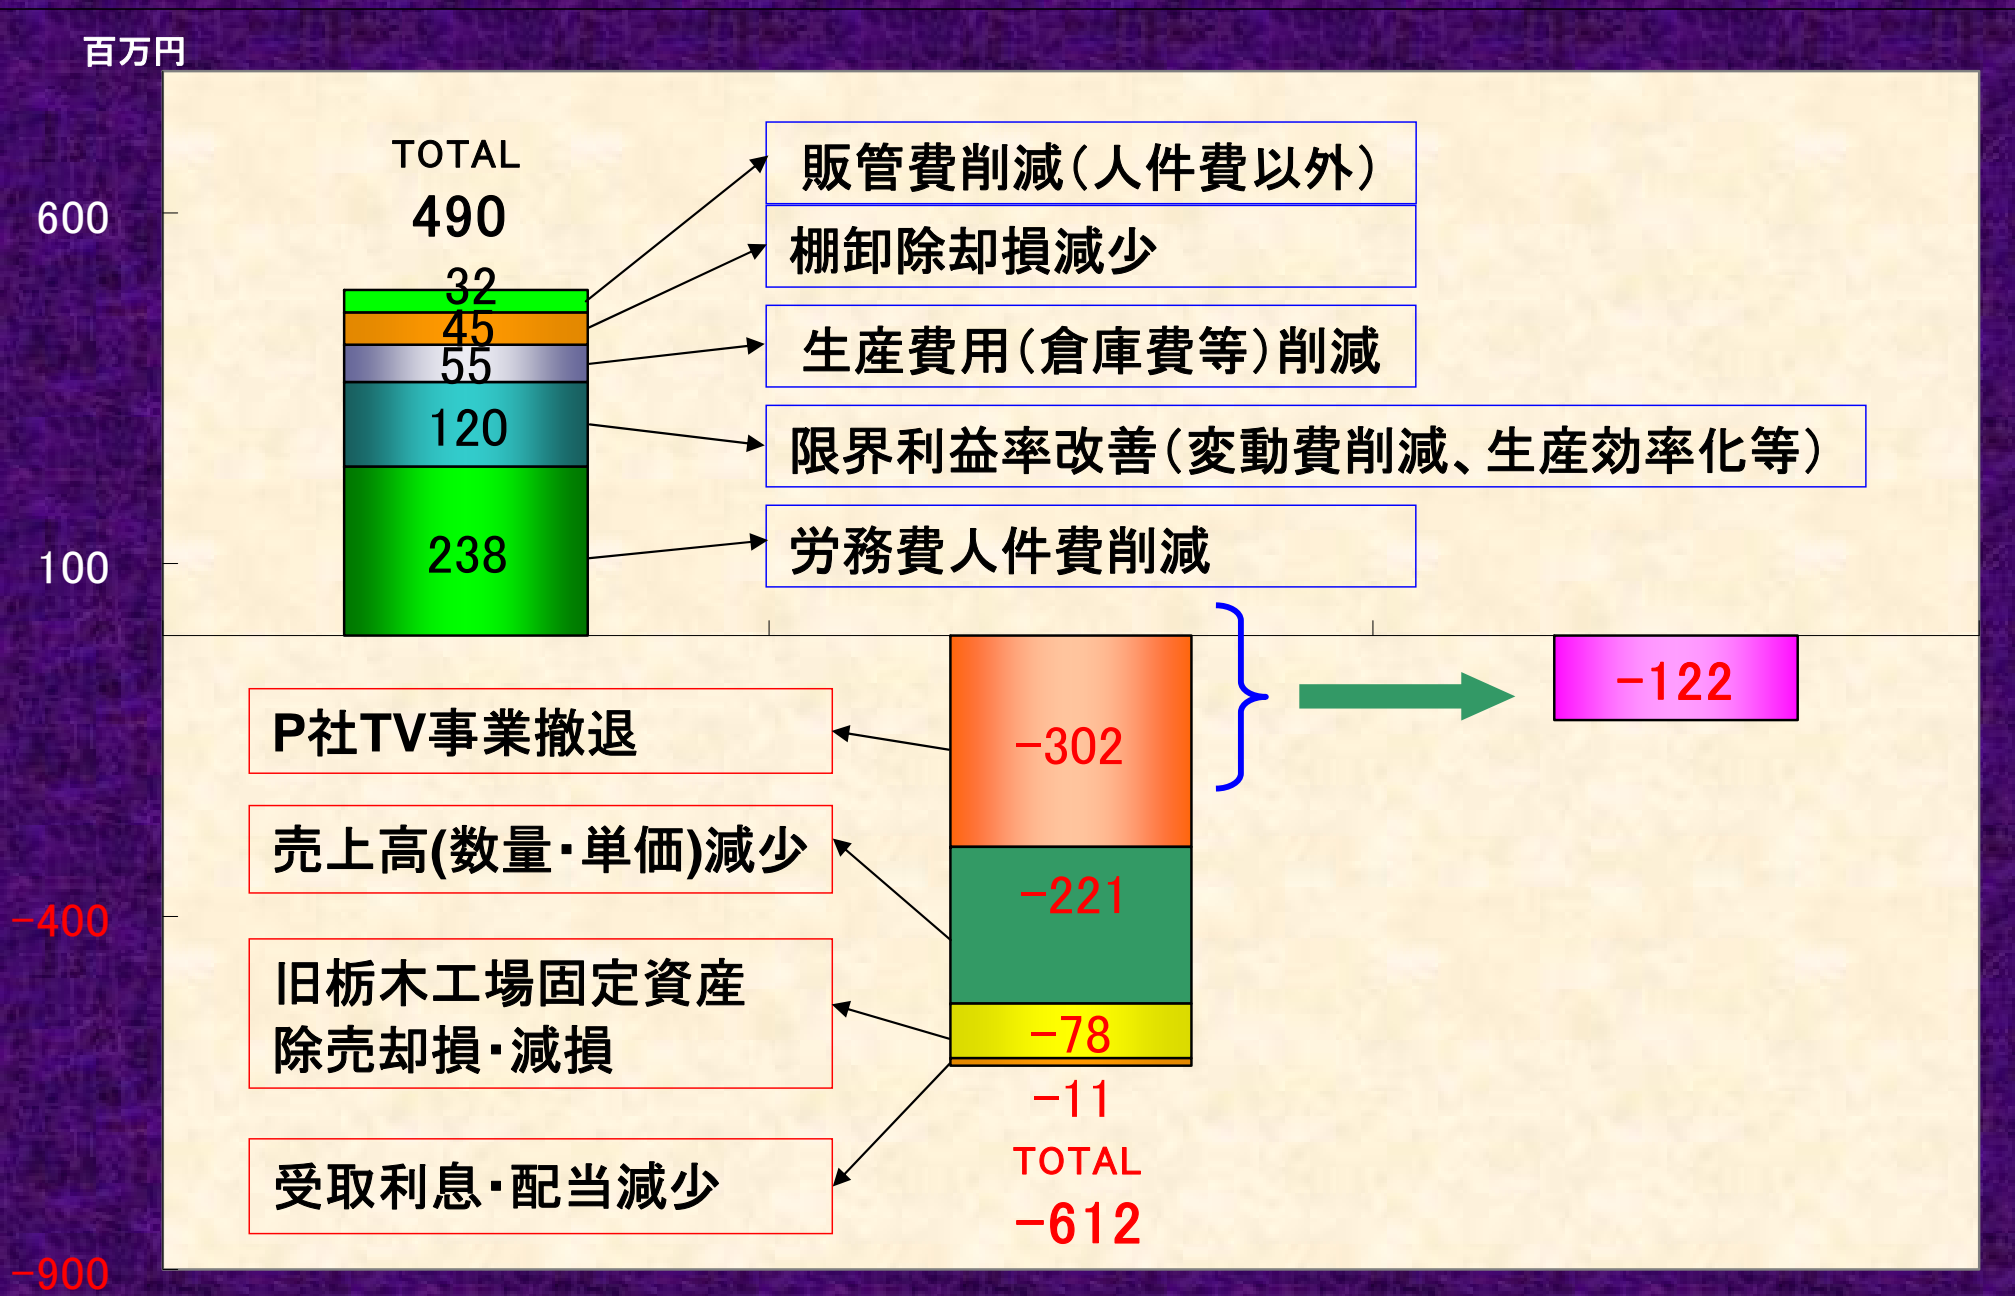 百万円
600
100
-400
-900
TOTAL
490
32
45
55
120
238
販管費削減（人件費以外）
棚卸除却損減少
生産費用（倉庫費等）削減
限界利益率改善（変動費削減、生産効率化等）
労務費人件費削減
P社TV事業撤退
売上高(数量・単価)減少
旧栃木工場固定資産
除売却損・減損
受取利息・配当減少
-302
-221
-78
-11
TOTAL
-612
-122